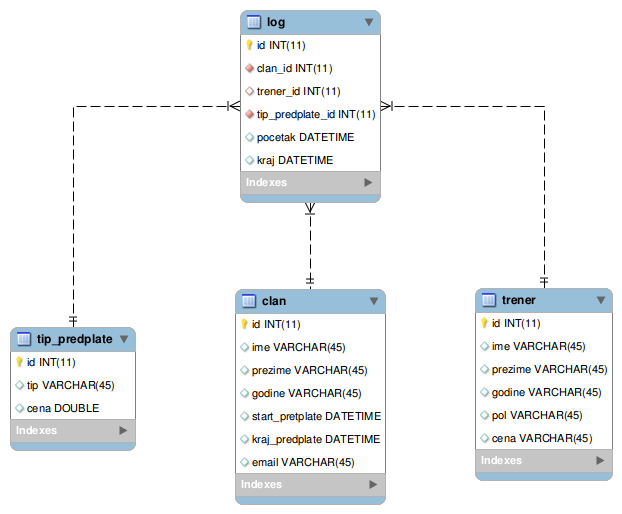 log
id INT(11)
clan_id INT(11)
trener_id INT(11)
tip_predplate_id INT(11)
pocetak DATETIME
kraj DATETIME
Indexes
tip_predplate
id INT(11)
tip VARCHAR(45)
cena DOUBLE
Indexes
clan
id INT(11)
ime VARCHAR(45)
prezime VARCHAR(45)
godine VARCHAR(45)
start_pretplate DATETIME
kraj_predplate DATETIME
email VARCHAR(45)
Indexes
trener
id INT(11)
ime VARCHAR(45)
prezime VARCHAR(45)
godine VARCHAR(45)
pol VARCHAR(45)
cena VARCHAR(45)
Indexes